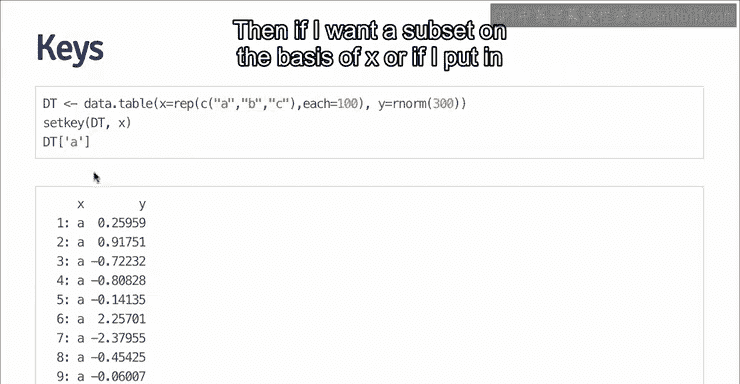 Then if I want a subset on
the basis of x or if I put in
Keys
DT <- data.table(x=rep(c("a","b","c"),each=100), y=rnorm(300))
setkey(DT, x)
DT['a']
x y
1: a 0.25959
2: a 0.91751
3: a -0.72232
4: a -0.80828
5: a -0.14135
6: a 2.25701
7: a -2.37955
8: a -0.45425
9: a -0.06007